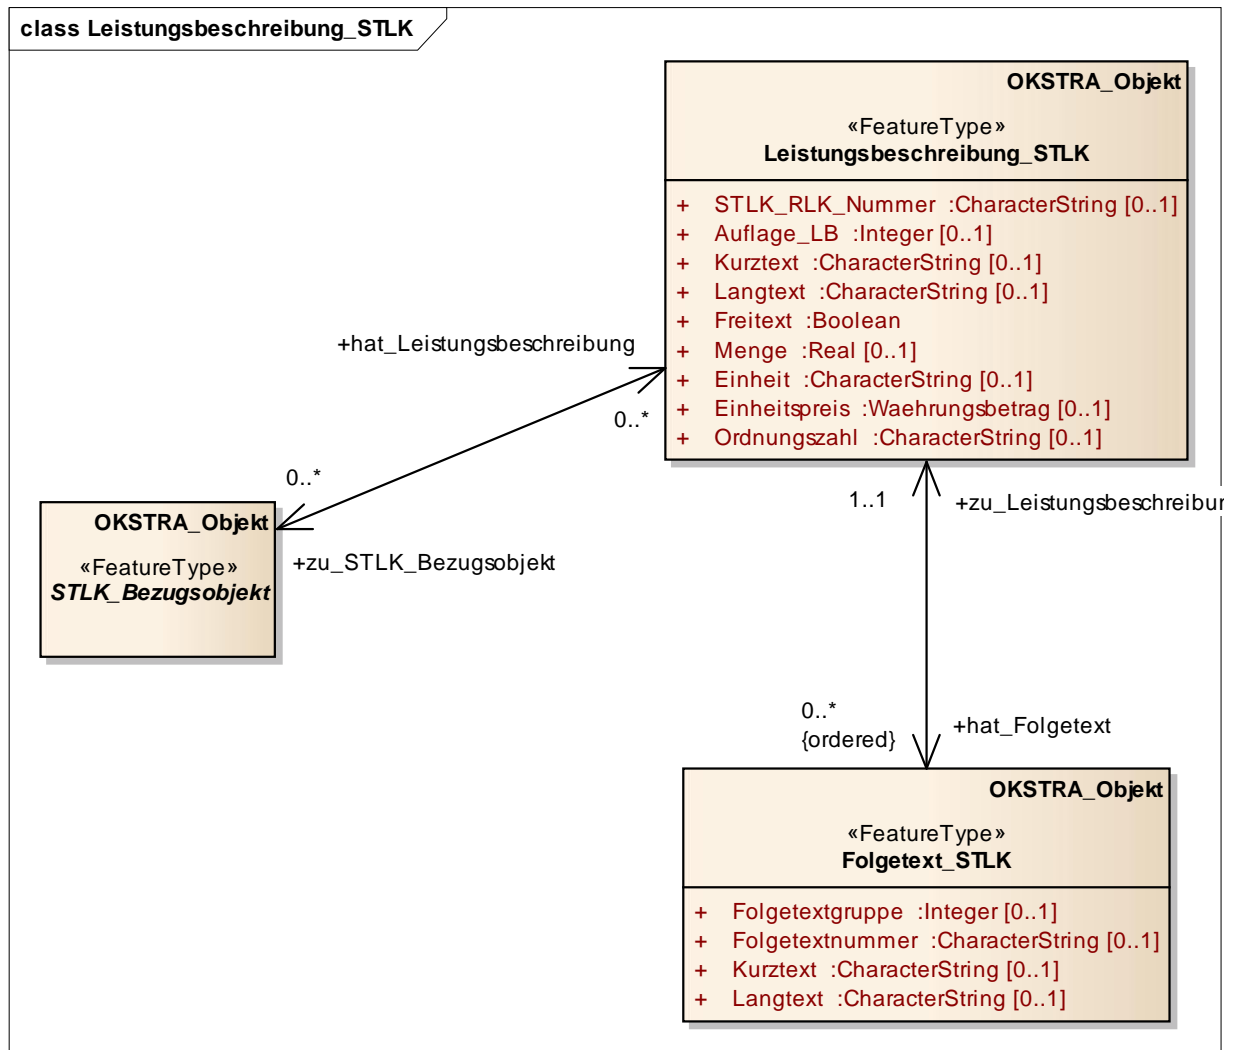 class Leistungsbeschreibung_STLK
OKSTRA_Objekt
«FeatureType»
Leistungsbeschreibung_STLK
+ STLK_RLK_Nummer :CharacterString [0..1]
+ Auflage_LB :Integer [0..1]
+ Kurztext :CharacterString [0..1]
+ Langtext :CharacterString [0..1]
+ Freitext :Boolean
+ Menge :Real [0..1]
+ Einheit :CharacterString [0..1]
+ Einheitspreis :Waehrungsbetrag [0..1]
+ Ordnungszahl :CharacterString [0..1]
+hat_Leistungsbeschreibung
0..*
0..*
OKSTRA_Objekt
«FeatureType»
STLK_Bezugsobjekt
+zu_STLK_Bezugsobjekt
1..1
+zu_Leistungsbeschreibur
0..*
{ordered}
+hat_Folgetext
OKSTRA_Objekt
«FeatureType»
Folgetext_STLK
+ Folgetextgruppe :Integer [0..1]
+ Folgetextnummer :CharacterString [0..1]
+ Kurztext :CharacterString [0..1]
+ Langtext :CharacterString [0..1]